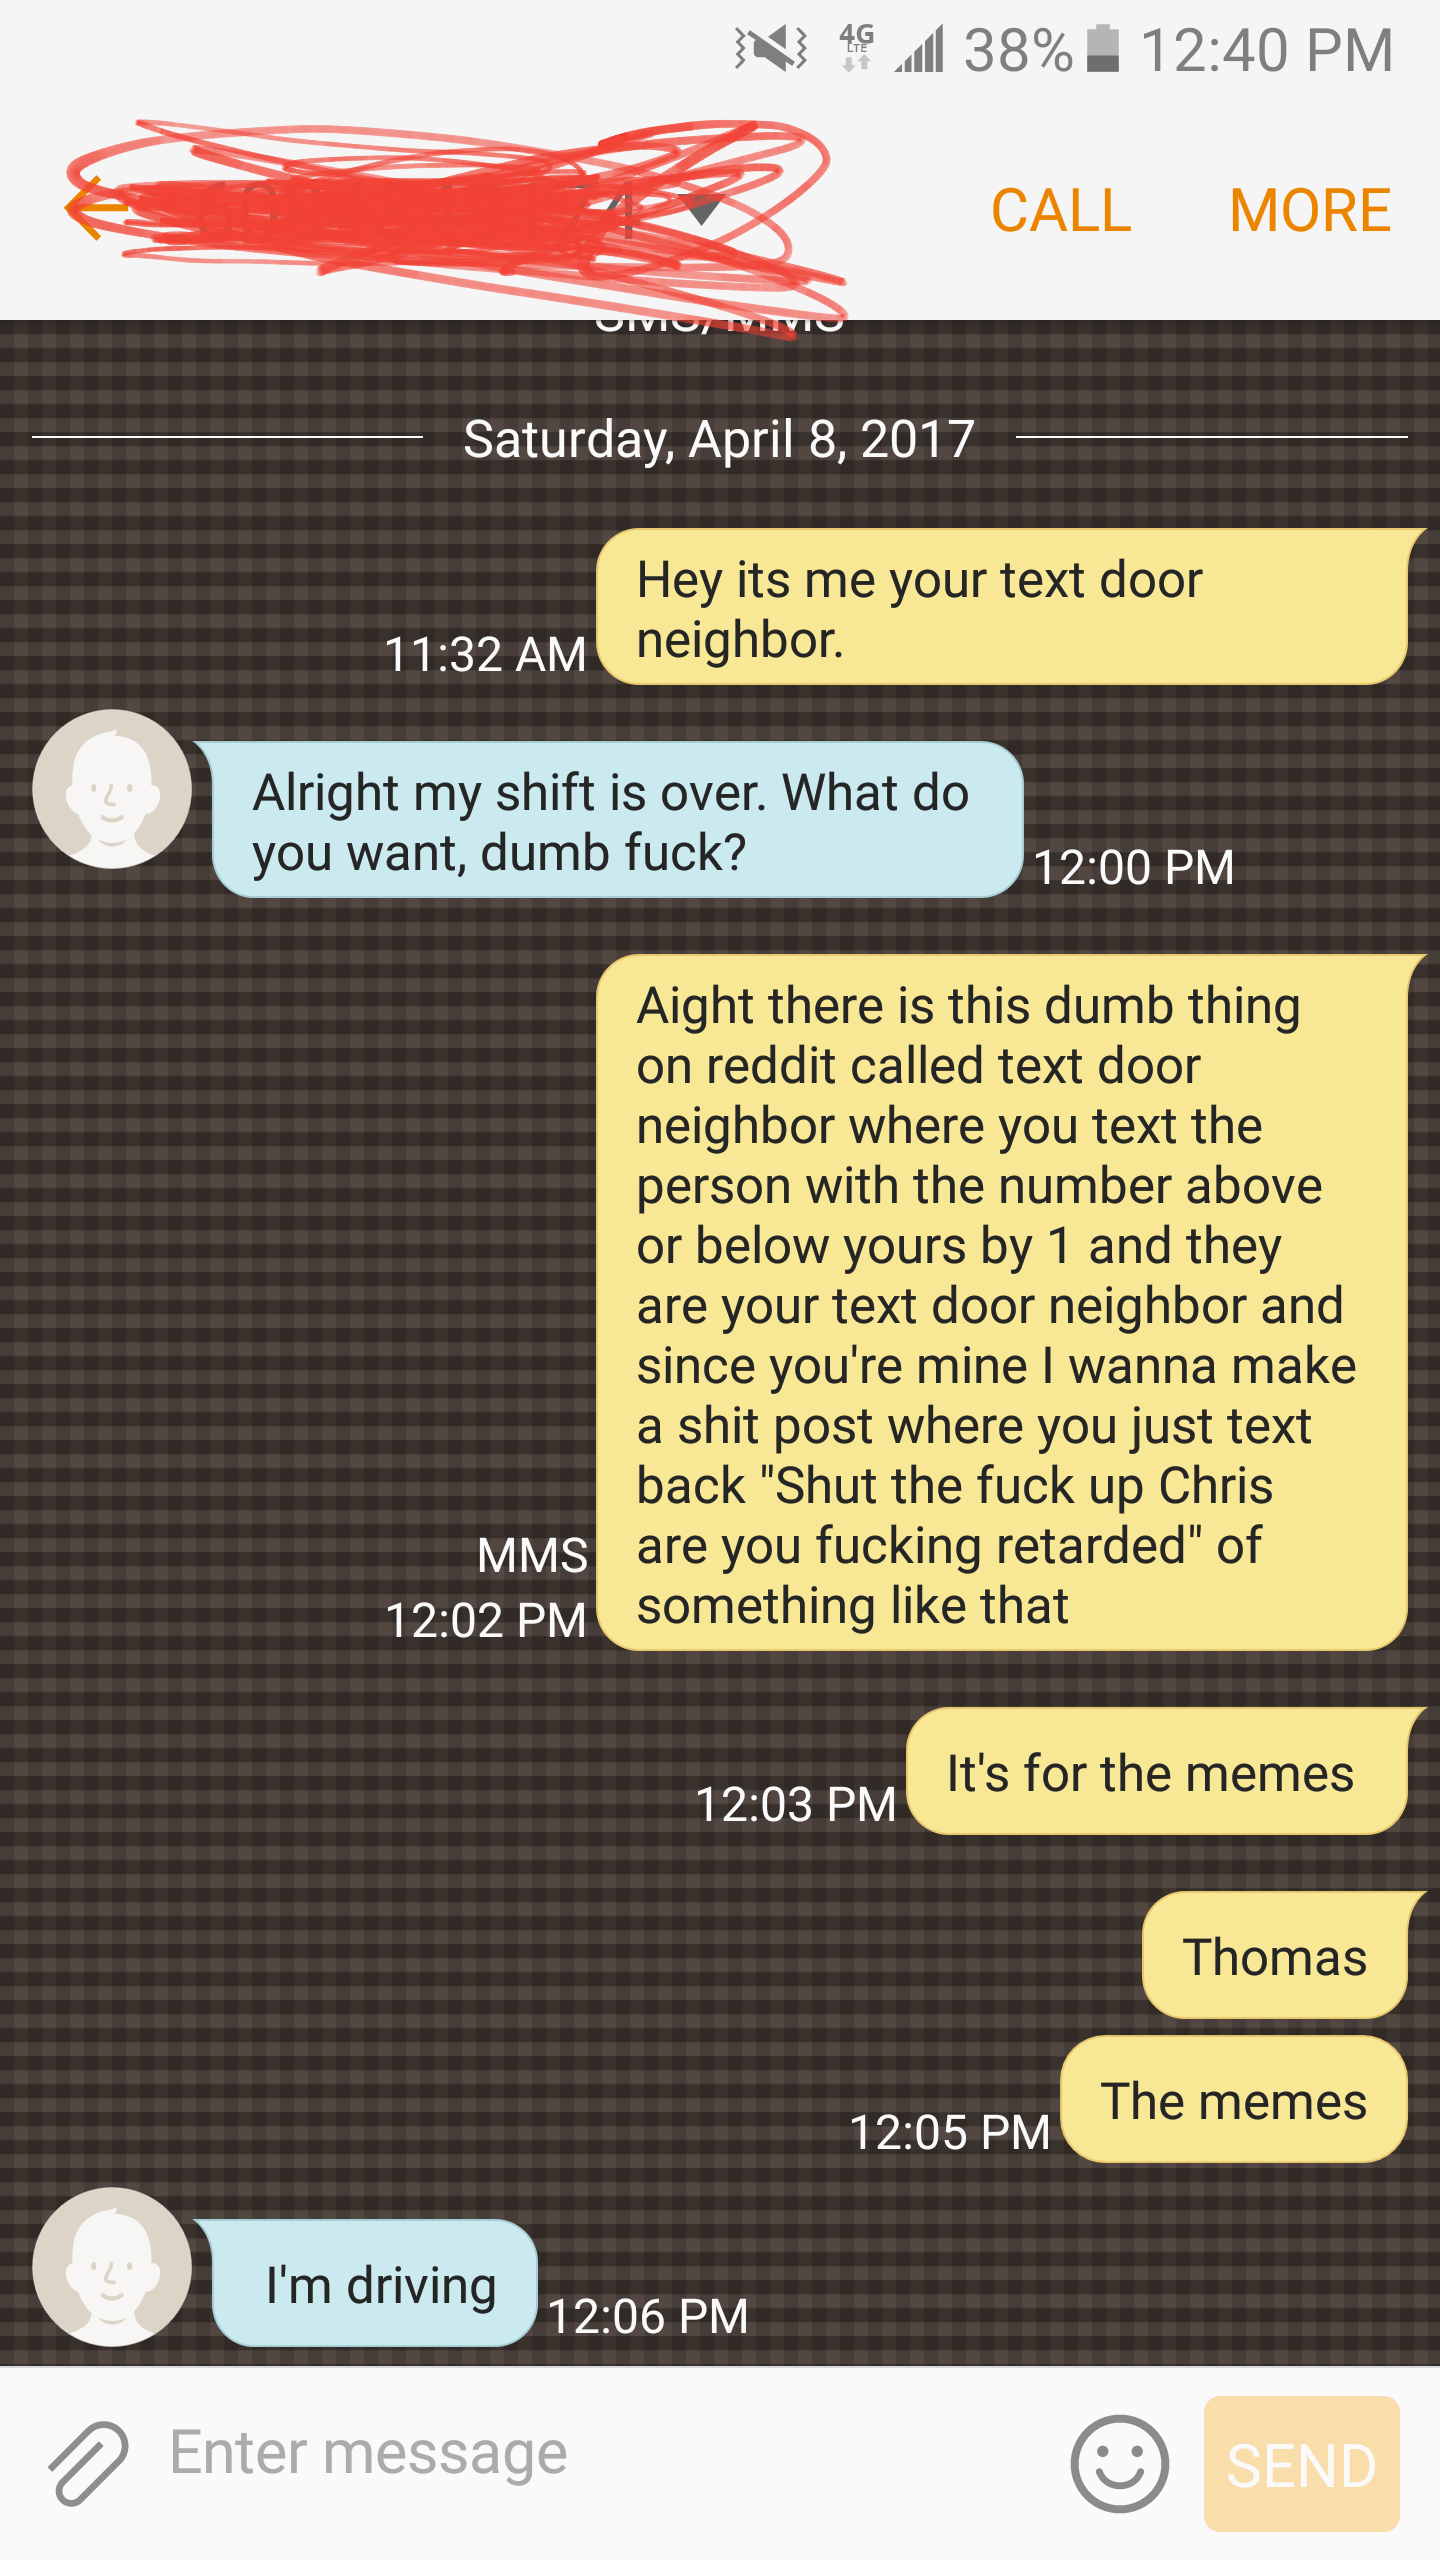 4G LTE 38% 12:40 PM
CALL MORE
SMS/MMS
Saturday, April 8, 2017
Hey its me your text door
neighbor.
11:32 AM
Alright my shift is over. What do
you want, dumb fuck?
12:00 PM
Aight there is this dumb thing
on reddit called text door
neighbor where you text the
person with the number above
or below yours by 1 and they
are your text door neighbor and
since you're mine I wanna make
a shit post where you just text
back "Shut the fuck up Chris
are you fucking retarded" of
something like that
MMS
12:02 PM
It's for the memes
12:03 PM
Thomas
The memes
12:05 PM
I'm driving
12:06 PM
Enter message
SEND